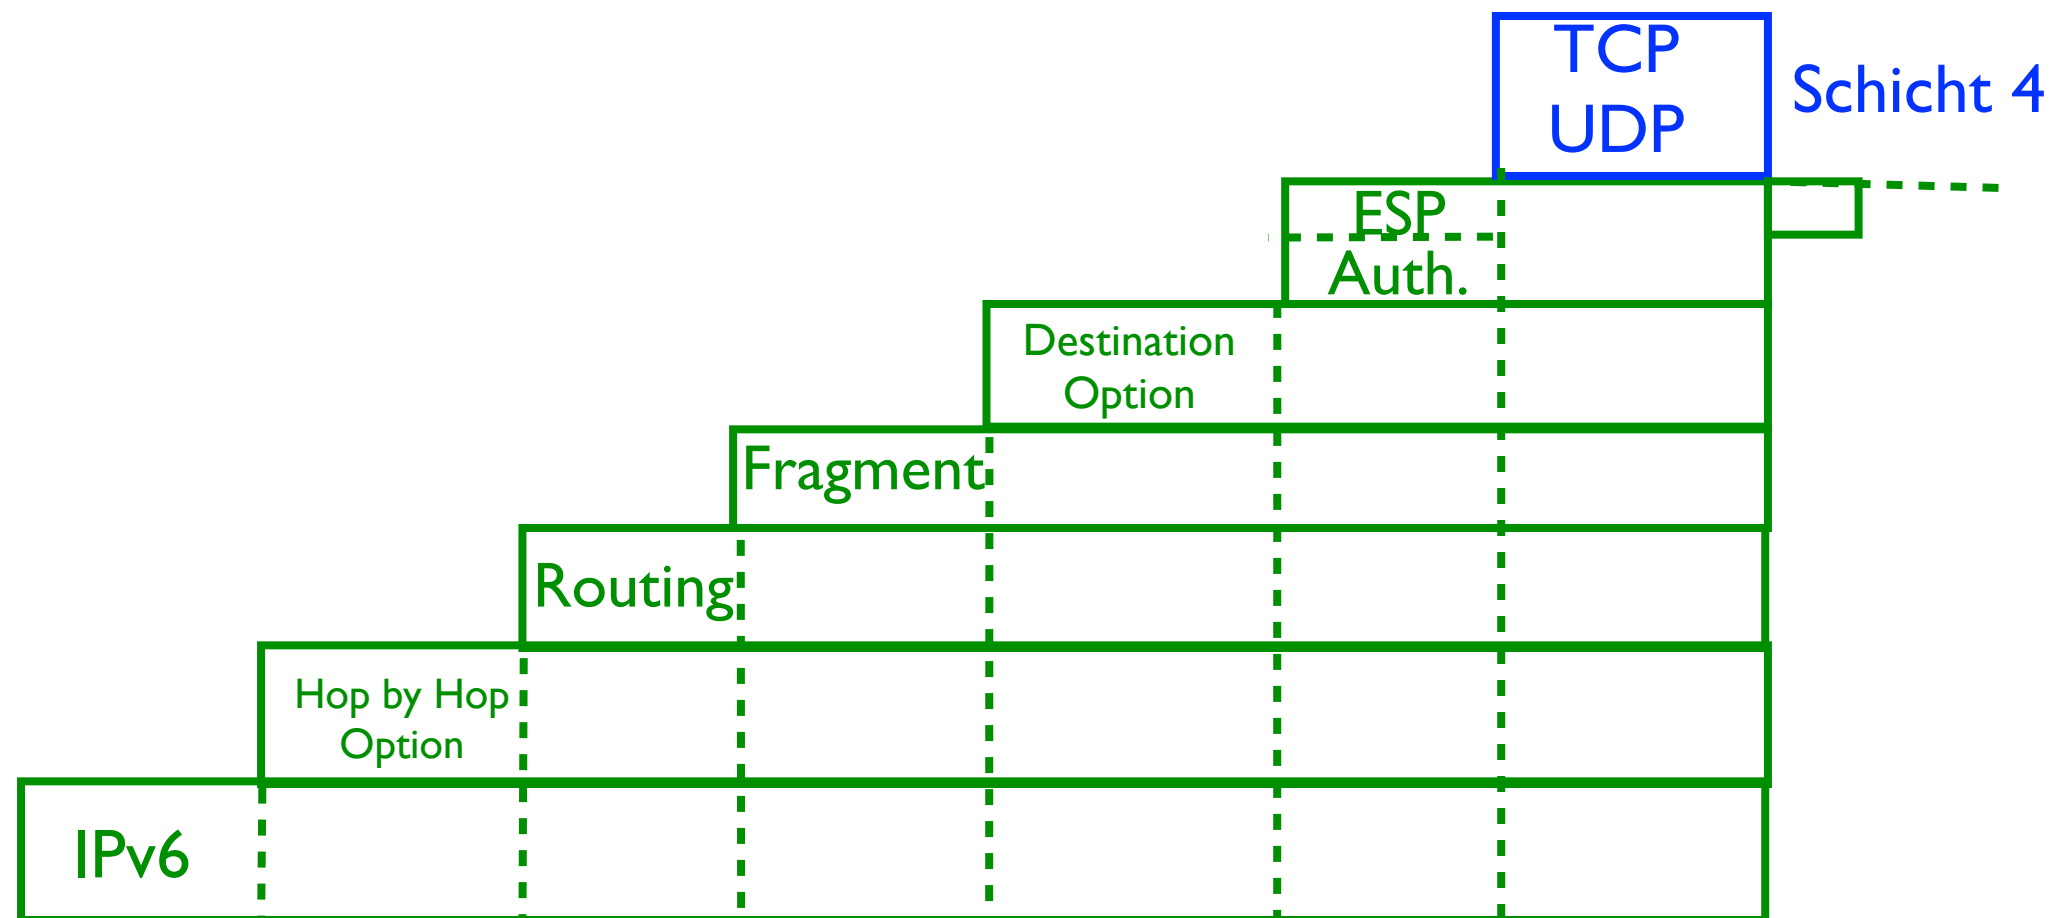 TCP
UDP
Schicht 4
ESP
Auth.
Destination
Option
Fragment
Routing
Hop by Hop
Option
IPv6